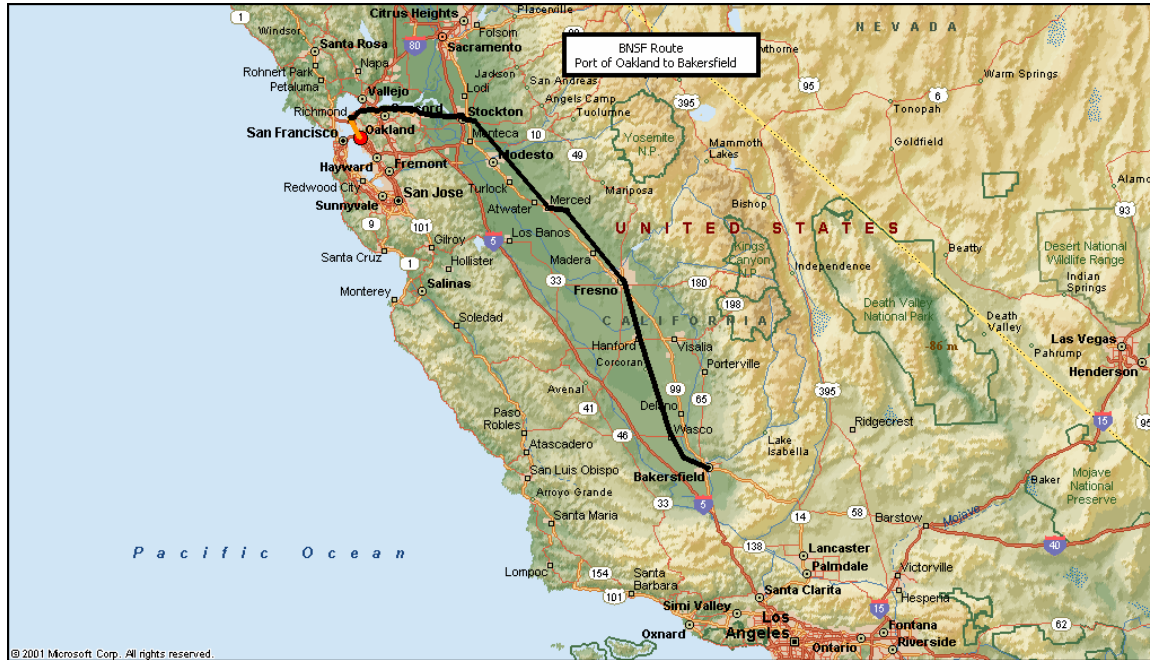 BNSF Route
Port of Oakland to Bakersfield
1
Citrus Heights
Placerville
NEVADA
Windsor
Folsom
Santa Rosa
80
Sacramento
95
Warm Springs
Napa
Rohnert Park
Petaluma
Jackson
San Andreas
6
Vallejo
Lodi
Angels Camp
395
Tonopah
Richmond
Stockton
Tuolumne
San Francisco
Oakland
Manteca
10
Yosemite
N.P.
Goldfield
Hayward
Fremont
Modesto
49
Mammoth
Lakes
Redwood City
Turlock
Mariposa
Bishop
San Jose
Sunnyvale
Atwater
Merced
93
9
101
5
UNITED STATES
Los Banos
Gilroy
Kings
Canyon
N.P.
Beatty
Desert National
Wildlife Range
Santa Cruz
1
Hollister
Madera
Independence
Indian
Springs
33
180
Monterey
Salinas
Fresno
198
Death Valley
National Park
Soledad
CALIFORNIA
Death
Valley
Hanford
Visalia
-86 m
Pahrump
Las Vegas
Corcoran
Porterville
Henderson
Avenal
99
65
395
41
Delano
Paso
Robles
46
Wasco
Ridgecrest
15
95
Atascadero
Lake
Isabella
San Luis Obispo
Bakersfield
Baker
Mojave
National
Preserve
Arroyo Grande
33
5
14
58
Mojave
Santa Maria
Barstow
40
Pacific Ocean
138
Lancaster
Palmdale
Lompoc
154
Santa
Barbara
Victorville
101
Santa Clarita
Hesperia
Simi Valley
15
Los
Angeles
62
Oxnard
Fontana
Ontario
Riverside
© 2001 Microsoft Corp. All rights reserved.